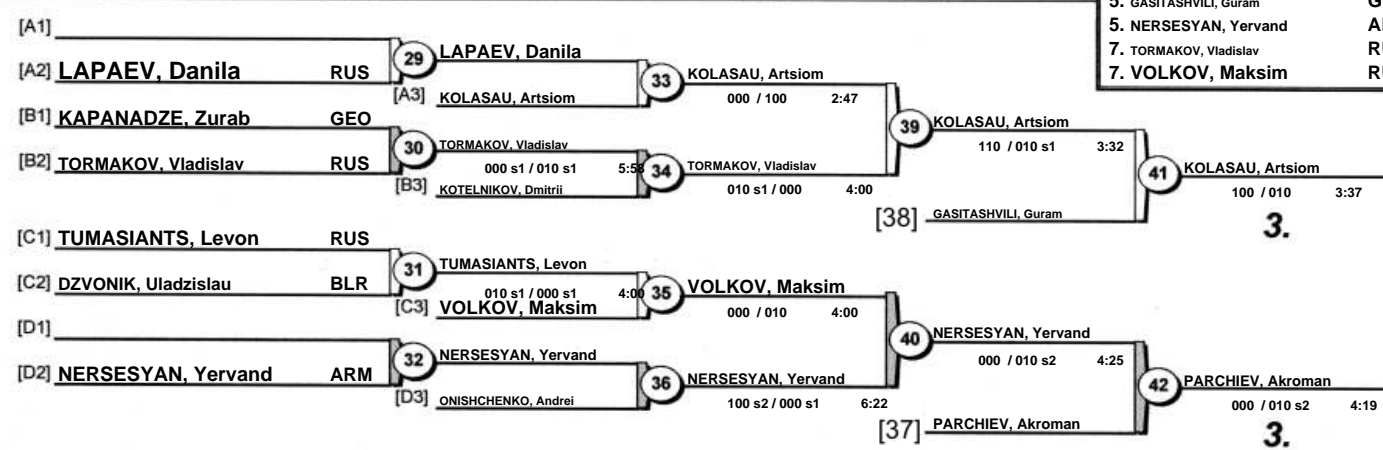 5. GASITASHVILI, Guram
5. NERSESYAN, Yervand
7. TORMAKOV, Vladislav
7. VOLKOV, Maksim
[A1]
[A2] LAPAEV, Danila RUS
29 LAPAEV, Danila
[A3] KOLASAU, Artsiom
33 KOLASAU, Artsiom
000 / 100 2:47
[B1] KAPANADZE, Zurab GEO
[B2] TORMAKOV, Vladislav RUS
30 TORMAKOV, Vladislav
000 s1 / 010 s1 5:58
[B3] KOTELNIKOV, Dmitrii
34 TORMAKOV, Vladislav
010 s1 / 000 4:00
39 KOLASAU, Artsiom
110 / 010 s1 3:32
[38] GASITASHVILI, Guram
41 KOLASAU, Artsiom
100 / 010 3:37
3.
[C1] TUMASIANTS, Levon RUS
[C2] DZVONIK, Uladzislau BLR
31 TUMASIANTS, Levon
010 s1 / 000 s1 4:00
[C3] VOLKOV, Maksim
35 VOLKOV, Maksim
000 / 010 4:00
[D1]
[D2] NERSESYAN, Yervand ARM
32 NERSESYAN, Yervand
[D3] ONISHCHENKO, Andrei
36 NERSESYAN, Yervand
100 s2 / 000 s1 6:22
40 NERSESYAN, Yervand
000 / 010 s2 4:25
[37] PARCHIEV, Akroman
42 PARCHIEV, Akroman
000 / 010 s2 4:19
3.